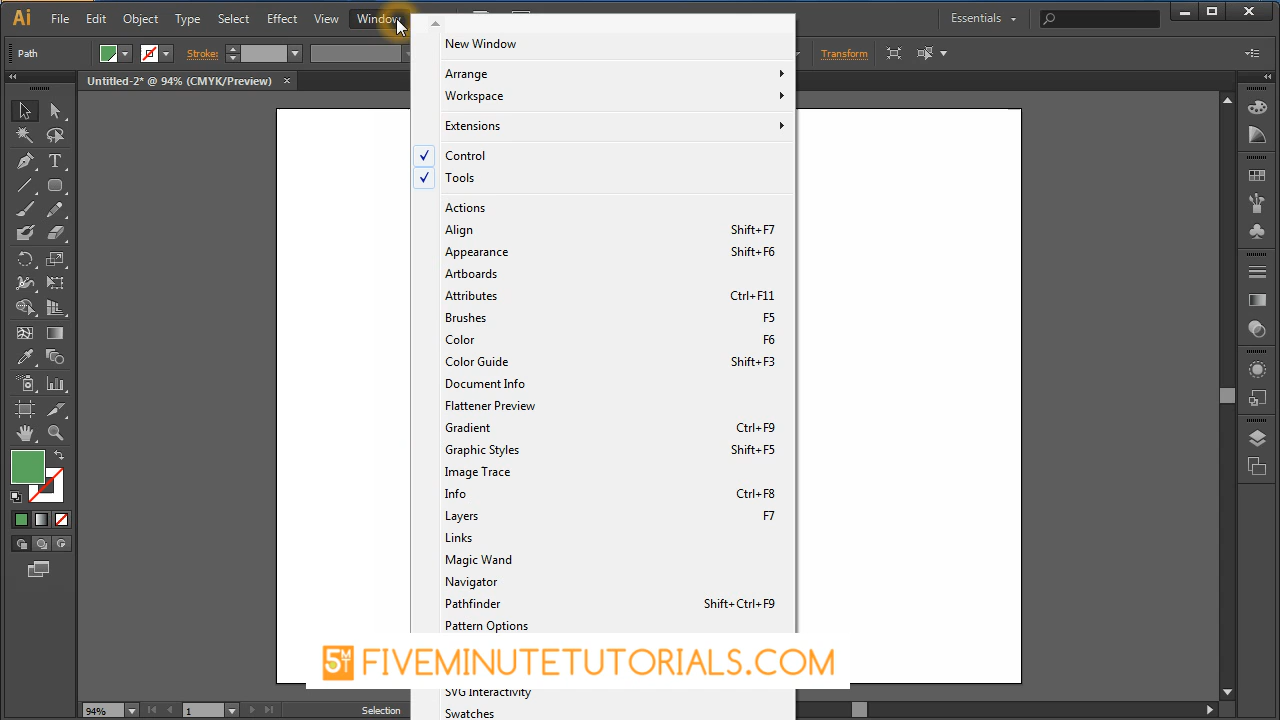 Ai File Edit Object Type Select Effect View Window Essentials
Path Stroke: Transform
Untitled-2* @ 94% (CMYK/Preview) ×
New Window
Arrange
Workspace
Extensions
Control
Tools
Actions
Align Shift+F7
Appearance Shift+F6
Artboards
Attributes Ctrl+F11
Brushes F5
Color F6
Color Guide Shift+F3
Document Info
Flattener Preview
Gradient Ctrl+F9
Graphic Styles Shift+F5
Image Trace
Info Ctrl+F8
Layers F7
Links
Magic Wand
Navigator
Pathfinder Shift+Ctrl+F9
Pattern Options
5MT FIVEMINUTETUTORIALS.COM
SVG Interactivity
Swatches
94% 1 Selection